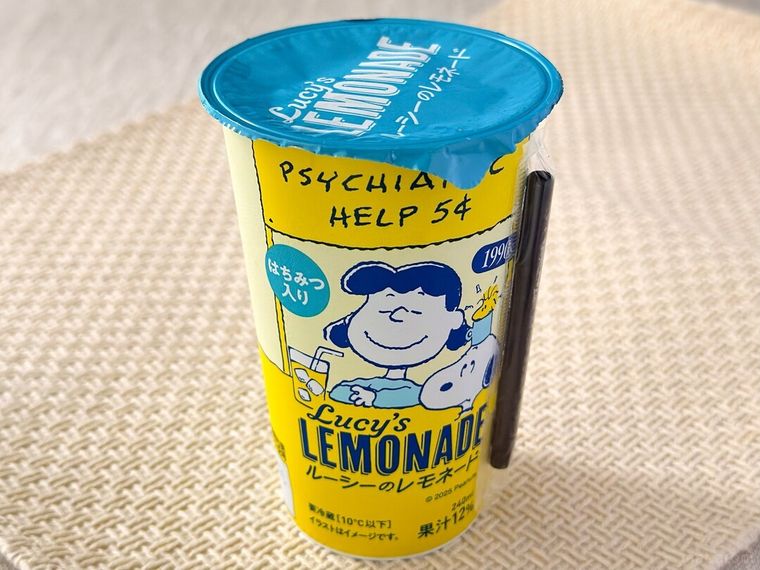 Lucy's
LEMONADE
ルーシーのレモネード
HELP 5¢
はちみつ
入り
Lucy's
LEMONADE
ルーシーのレモネード
© 2025 Peanuts
要冷蔵[10℃以下]
イラストはイメージです。
240ml
果汁12%